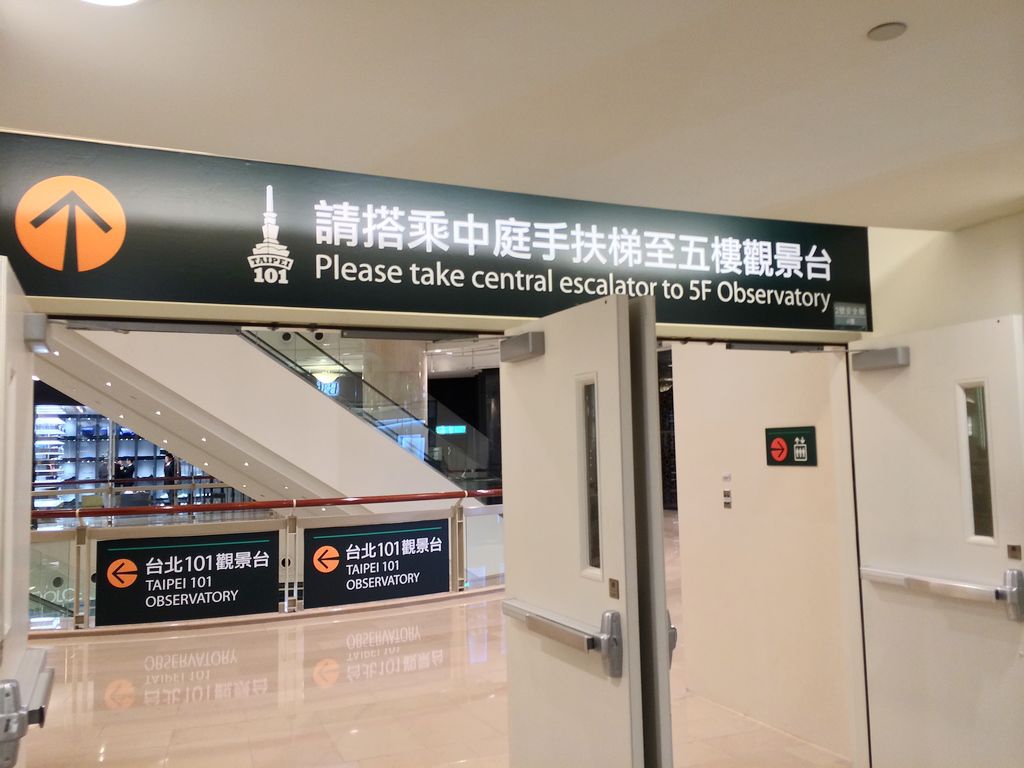 請搭乘中庭手扶梯至五樓觀景台
Please take central escalator to 5F Observatory
TAIPEI
101
台北101觀景台
TAIPEI 101
OBSERVATORY
台北101觀景台
TAIPEI 101
OBSERVATORY